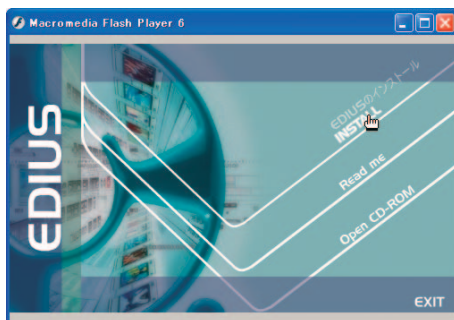 Macromedia Flash Player 6
EDIUS
EDIUSのインストール
INSTALL
Read me
Open CD-ROM
EXIT